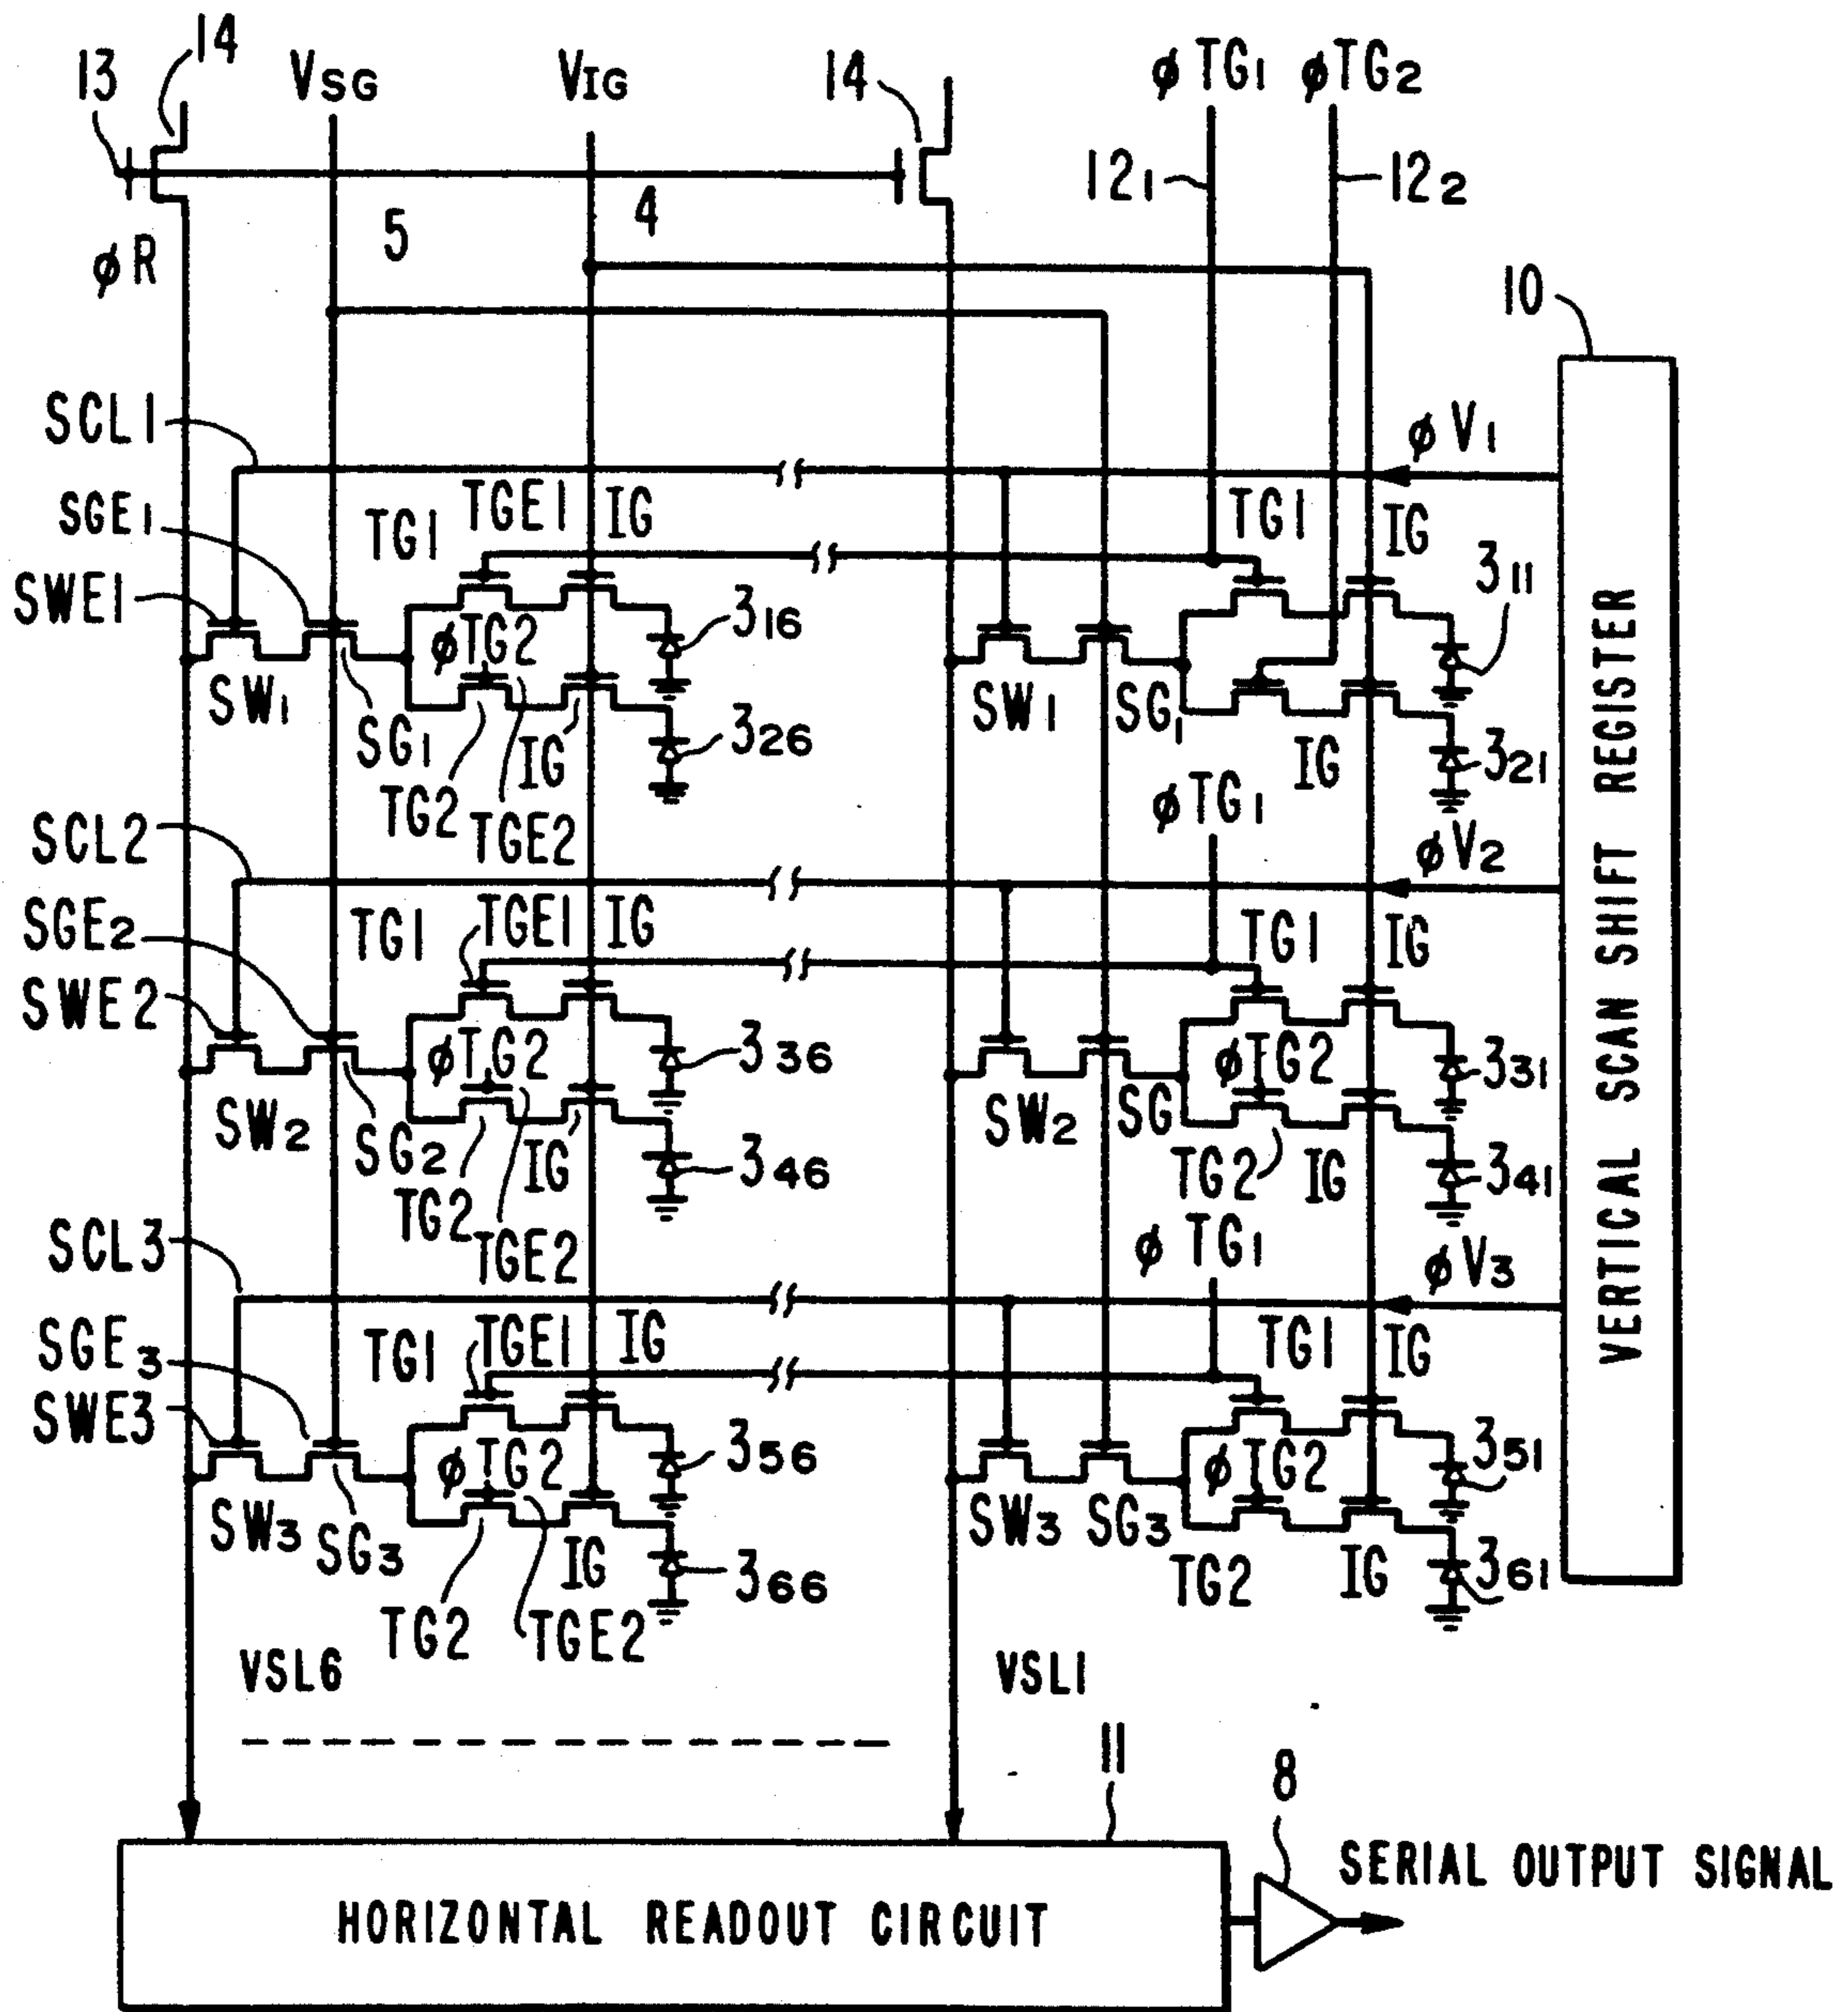 13 14 VSG VIG 14 φTG1 φTG2
121 122
5 4
φR
10
SCL1 φV1
SGE1 TG1 TGE1 IG TG1 IG
SWE1 311
φTG2 316
SW1 SG1 326 SW1 SG1 IG 321
TG2 IG φTG1
SCL2 TGE2 φV2
SGE2 TG1 TGE1 IG TG1 IG
SWE2
φTG2 336 φTG2 331
SW2 SG2 IG 346 SW2 SG TG2 IG 341
TG2
SCL3 TGE2 φTG1 φV3
SGE3 TG1 TGE1 IG TG1 IG
SWE3
φTG2 356 φTG2 351
SW3 SG3 IG 366 SW3 SG3 TG2 IG 361
TG2 TGE2
VERTICAL SCAN SHIFT REGISTER
VSL6 VSL1
11 8
SERIAL OUTPUT SIGNAL
HORIZONTAL READOUT CIRCUIT